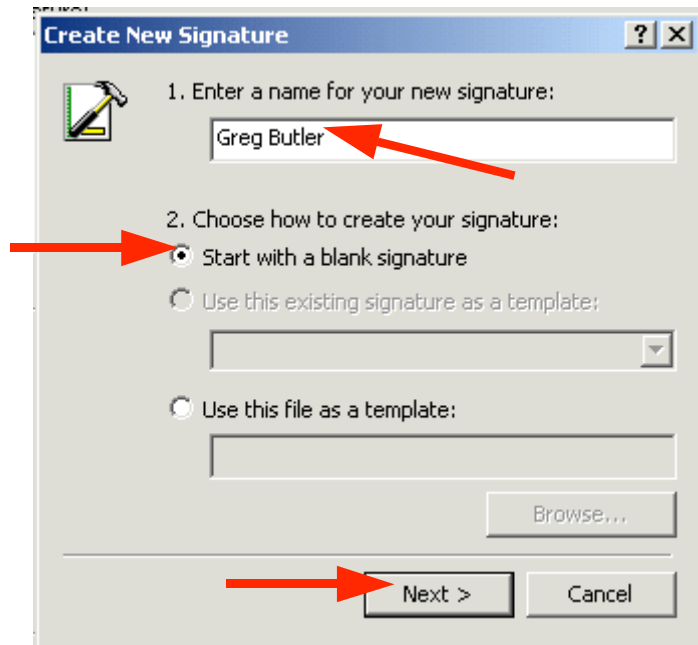 Create New Signature
1. Enter a name for your new signature:
Greg Butler
2. Choose how to create your signature:
Start with a blank signature
Use this existing signature as a template:
Use this file as a template:
Browse...
Next >
Cancel